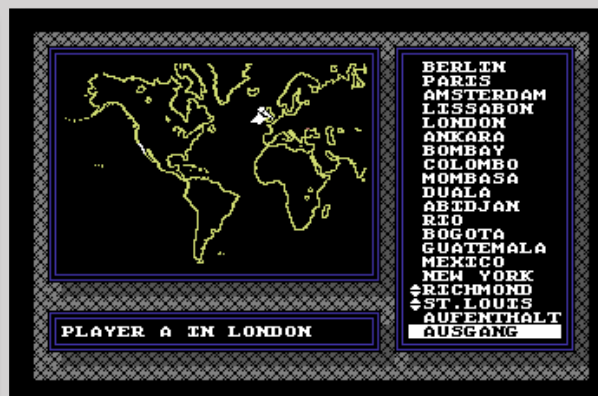 BERLIN
PARIS
AMSTERDAM
LISSABON
LONDON
ANKARA
BOMBAY
COLOMBO
MOMBASA
DUALA
ABIDJAN
RIO
BOGOTA
GUATEMALA
MEXICO
NEW YORK
RICHMOND
ST.LOUIS
AUFENTHALT
AUSGANG
PLAYER A IN LONDON